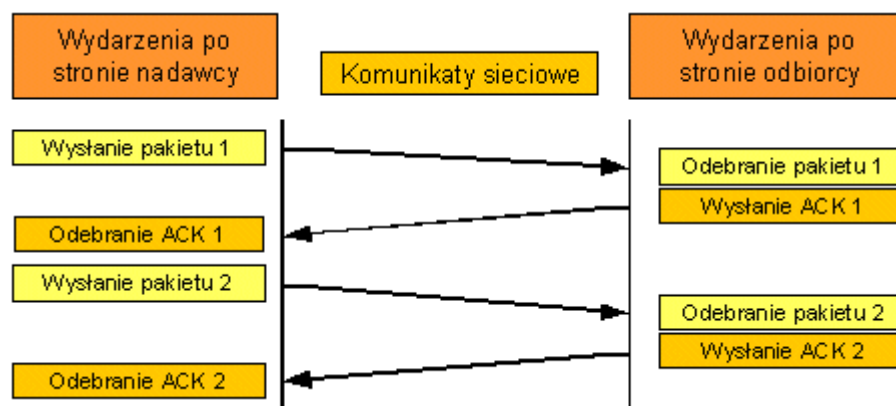 Wydarzenia po
stronie nadawcy
Komunikaty sieciowe
Wydarzenia po
stronie odbiorcy
Wysłanie pakietu 1
Odebranie pakietu 1
Wysłanie ACK 1
Odebranie ACK 1
Wysłanie pakietu 2
Odebranie pakietu 2
Wysłanie ACK 2
Odebranie ACK 2